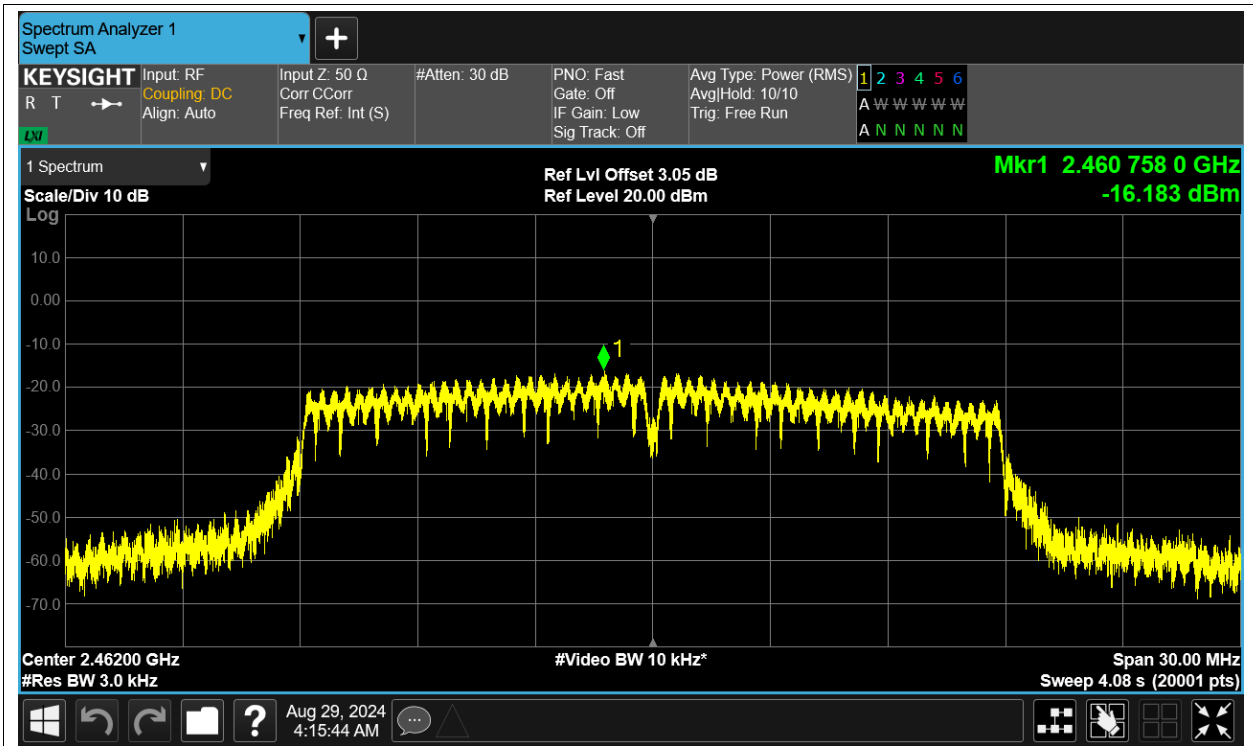 Spectrum Analyzer 1
Swept SA
KEYSIGHT
R T
LXI
Input: RF
Coupling: DC
Align: Auto
Input Z: 50 Ω
Corr CCorr
Freq Ref: Int (S)
#Atten: 30 dB
PNO: Fast
Gate: Off
IF Gain: Low
Sig Track: Off
Avg Type: Power (RMS)
Avg|Hold: 10/10
Trig: Free Run
1 2 3 4 5 6
A W W W W W
A N N N N N
1 Spectrum
Scale/Div 10 dB
Log
Ref Lvl Offset 3.05 dB
Ref Level 20.00 dBm
Mkr1 2.460 758 0 GHz
-16.183 dBm
10.0
0.00
-10.0
1
-20.0
-30.0
-40.0
-50.0
-60.0
-70.0
Center 2.46200 GHz
#Video BW 10 kHz*
Span 30.00 MHz
#Res BW 3.0 kHz
Sweep 4.08 s (20001 pts)
?
Aug 29, 2024
4:15:44 AM